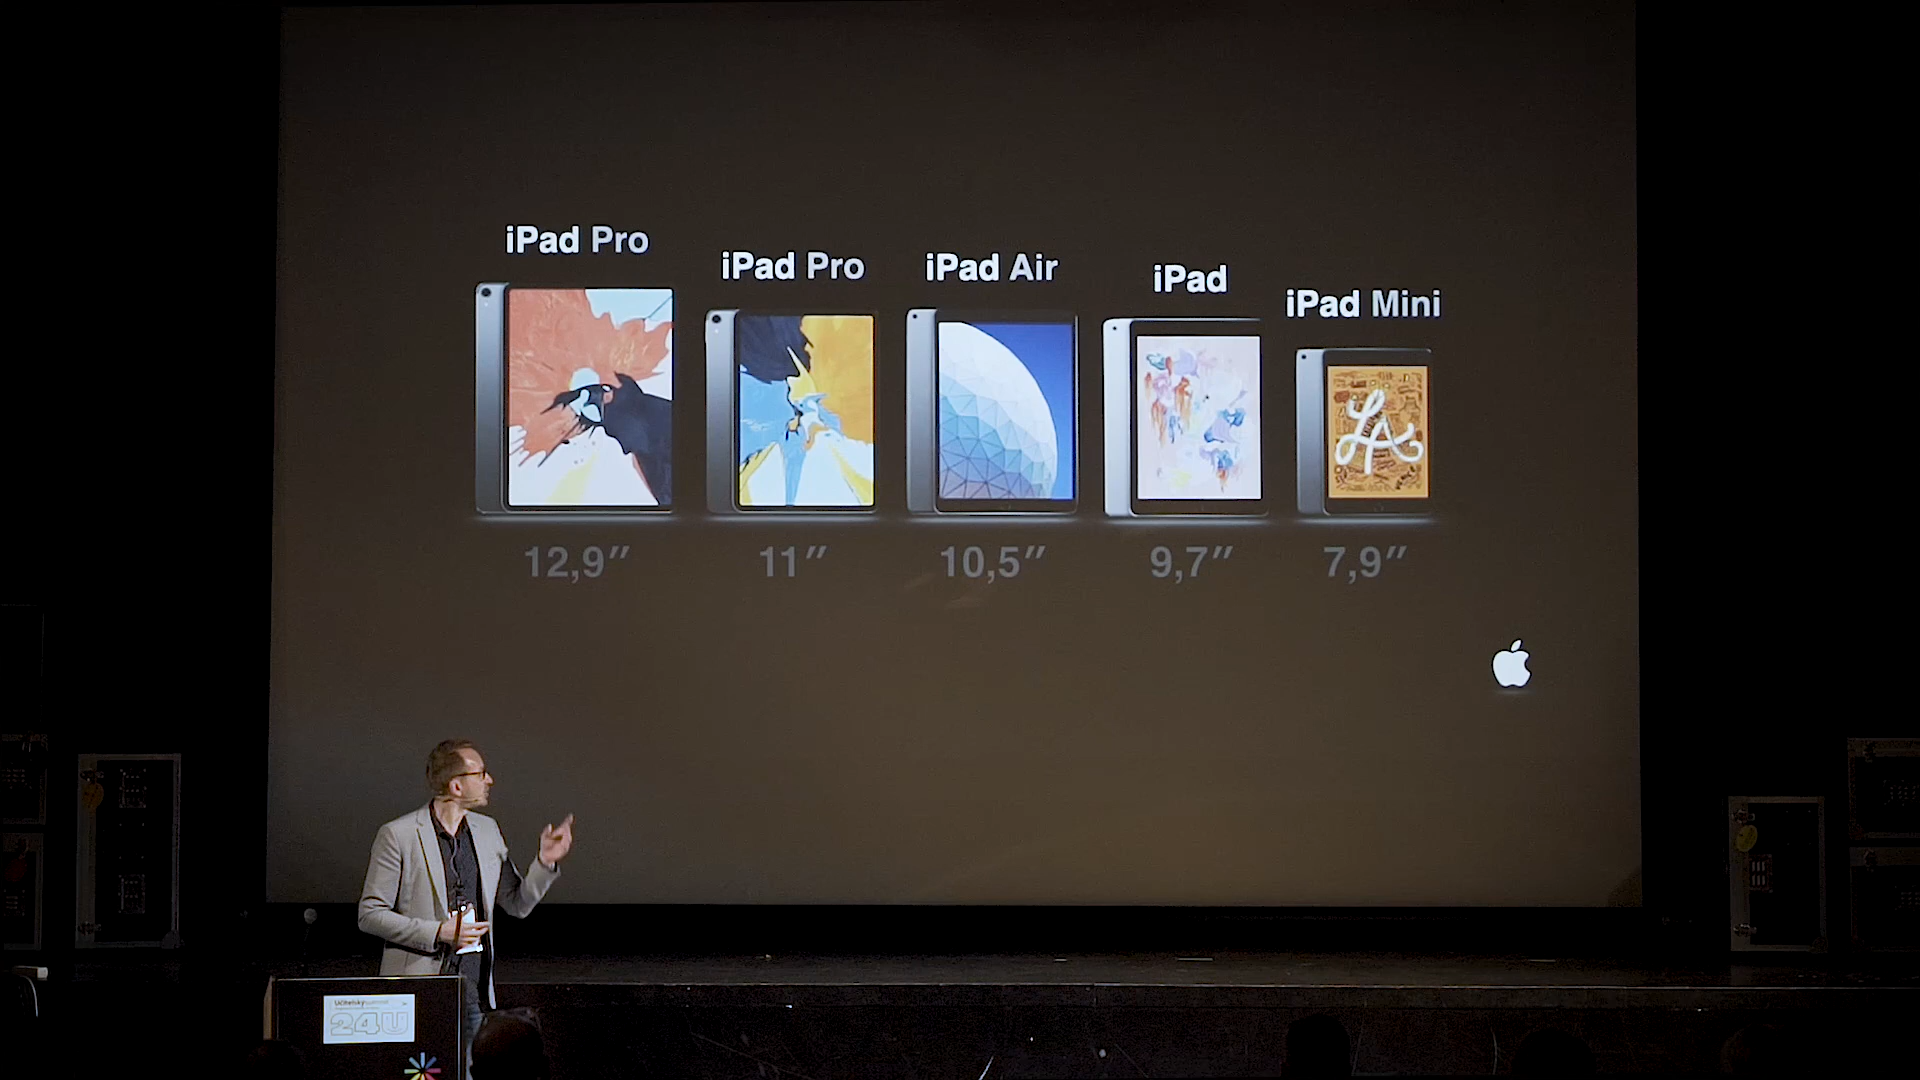 iPad Pro
iPad Pro
iPad Air
iPad
iPad Mini
12,9″
11″
10,5″
9,7″
7,9″
Učitelský
24U